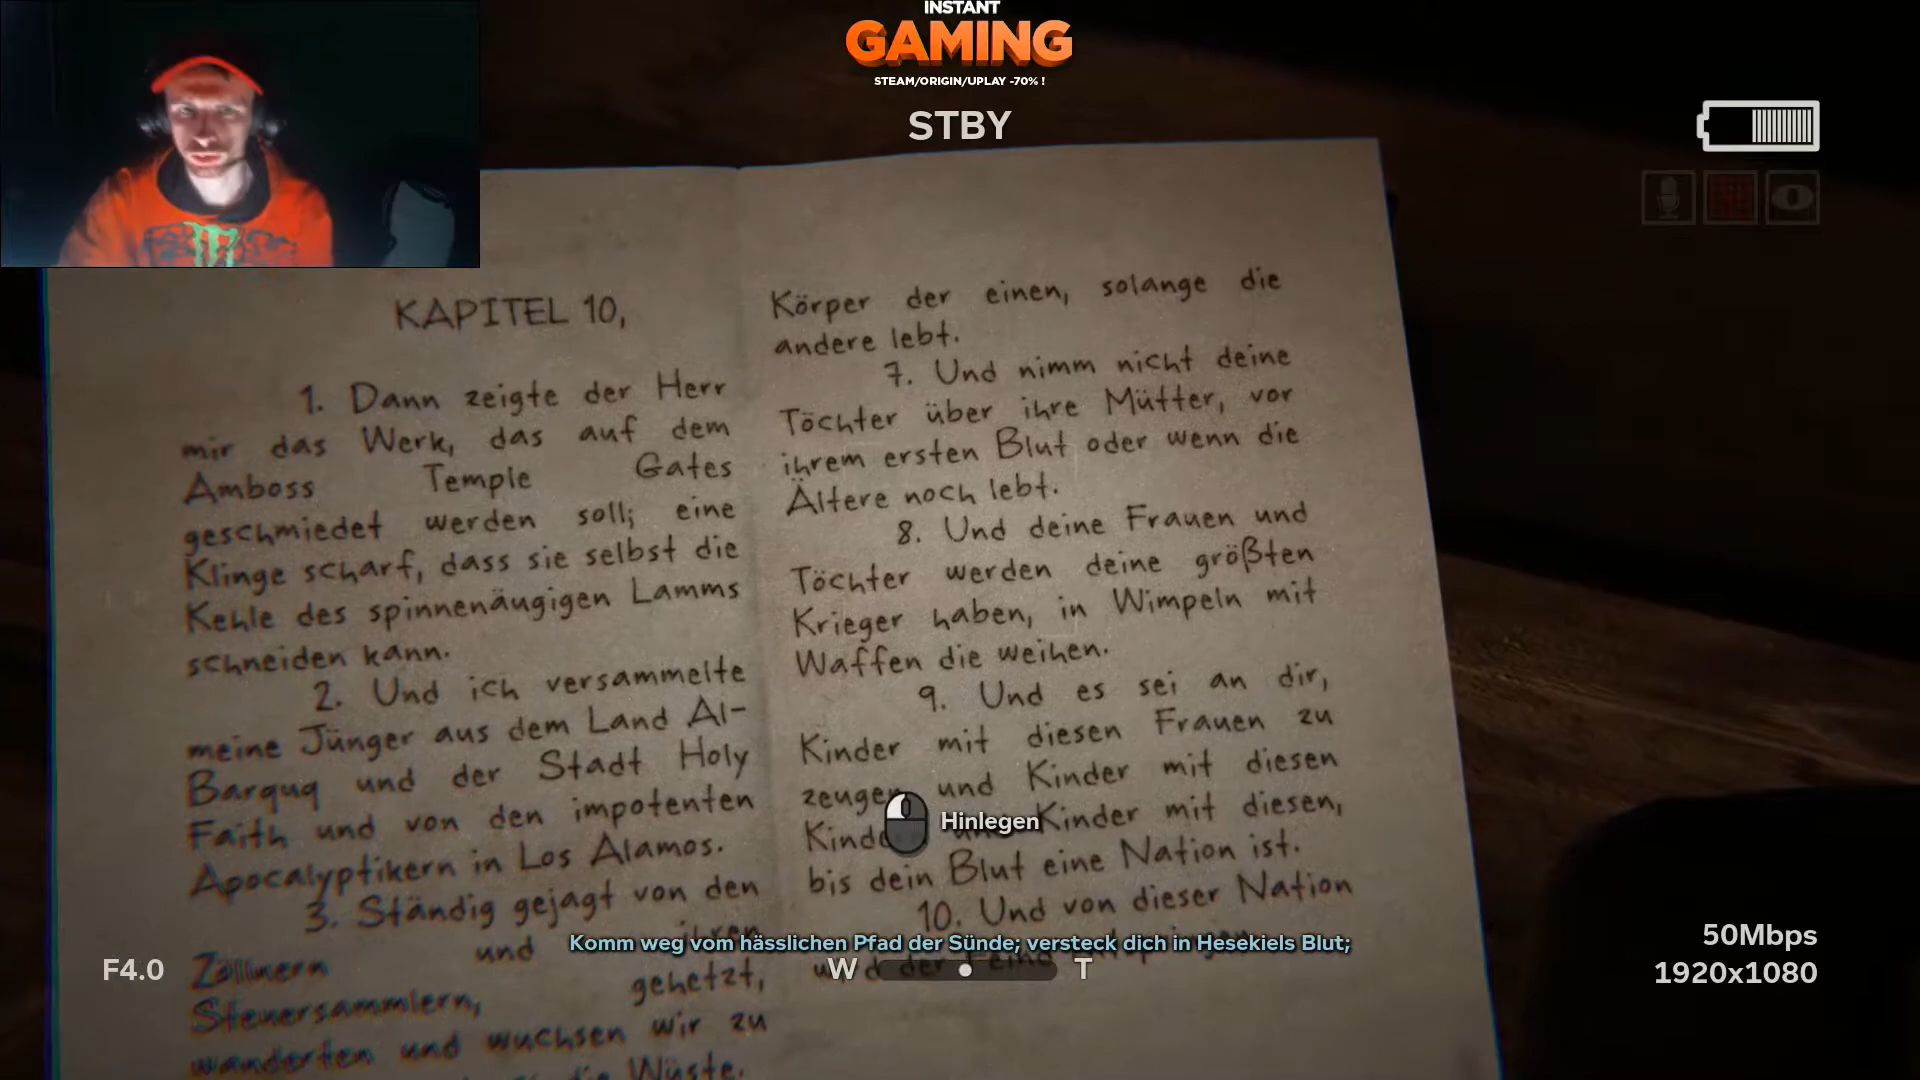 INSTANT
GAMING
STEAM/ORIGIN/UPLAY -70% !
STBY
KAPITEL 10,
1. Dann zeigte der Herr
mir das Werk, das auf dem
Amboss Temple Gates
geschmiedet werden soll; eine
Klinge scharf, dass sie selbst die
Kehle des spinnenäugigen Lamms
schneiden kann.
2. Und ich versammelte
meine Jünger aus dem Land Al-
Barquq und der Stadt Holy
Faith und von den impotenten
Apocalyptikern in Los Alamos.
3. Ständig gejagt von den
Zöllnern und ihren
Steuersammlern, gehetzt,
wanderten und wuchsen wir zu
die Wüste.
Körper der einen, solange die
andere lebt.
7. Und nimm nicht deine
Töchter über ihre Mütter, vor
ihrem ersten Blut oder wenn die
Ältere noch lebt.
8. Und deine Frauen und
Töchter werden deine größten
Krieger haben, in Wimpeln mit
Waffen die weihen.
9. Und es sei an dir,
Kinder mit diesen Frauen zu
zeugen und Kinder mit diesen
Kinder mit diesen,
bis dein Blut eine Nation ist.
10. Und von dieser Nation
der Feind
Hinlegen
Komm weg vom hässlichen Pfad der Sünde; versteck dich in Hesekiels Blut;
W T
F4.0
50Mbps
1920x1080